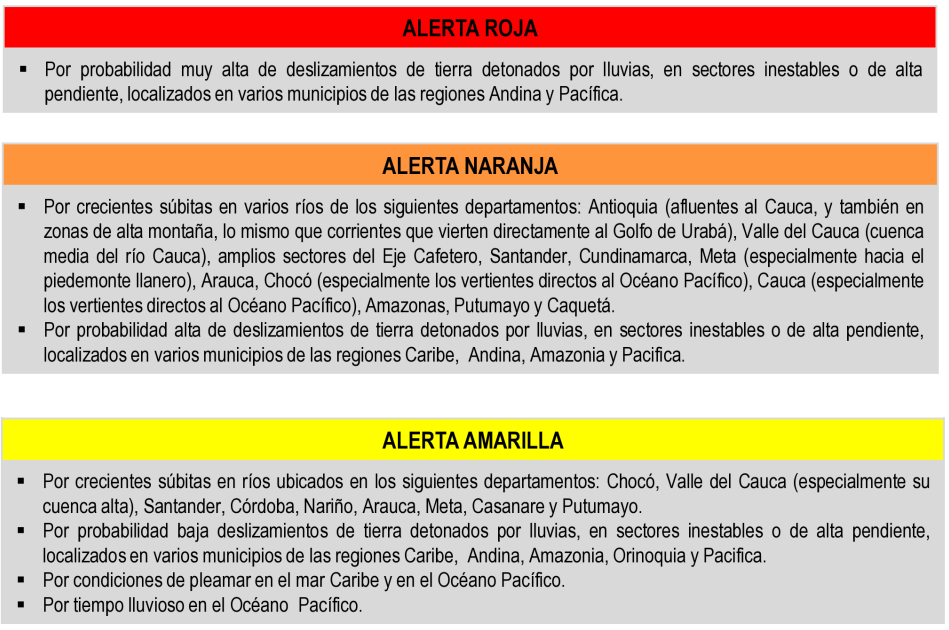 ALERTA ROJA
▪ Por probabilidad muy alta de deslizamientos de tierra detonados por lluvias, en sectores inestables o de alta
pendiente, localizados en varios municipios de las regiones Andina y Pacífica.
ALERTA NARANJA
▪ Por crecientes súbitas en varios ríos de los siguientes departamentos: Antioquia (afluentes al Cauca, y también en
zonas de alta montaña, lo mismo que corrientes que vierten directamente al Golfo de Urabá), Valle del Cauca (cuenca
media del río Cauca), amplios sectores del Eje Cafetero, Santander, Cundinamarca, Meta (especialmente hacia el
piedemonte llanero), Arauca, Chocó (especialmente los vertientes directos al Océano Pacífico), Cauca (especialmente
los vertientes directos al Océano Pacífico), Amazonas, Putumayo y Caquetá.
▪ Por probabilidad alta de deslizamientos de tierra detonados por lluvias, en sectores inestables o de alta pendiente,
localizados en varios municipios de las regiones Caribe, Andina, Amazonia y Pacifica.
ALERTA AMARILLA
▪ Por crecientes súbitas en ríos ubicados en los siguientes departamentos: Chocó, Valle del Cauca (especialmente su
cuenca alta), Santander, Córdoba, Nariño, Arauca, Meta, Casanare y Putumayo.
▪ Por probabilidad baja deslizamientos de tierra detonados por lluvias, en sectores inestables o de alta pendiente,
localizados en varios municipios de las regiones Caribe, Andina, Amazonia, Orinoquia y Pacifica.
▪ Por condiciones de pleamar en el mar Caribe y en el Océano Pacífico.
▪ Por tiempo lluvioso en el Océano Pacífico.